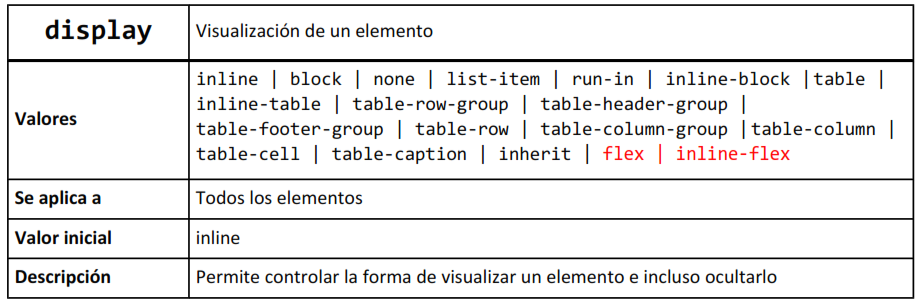 display Visualización de un elemento
Valores
inline | block | none | list-item | run-in | inline-block |table |
inline-table | table-row-group | table-header-group |
table-footer-group | table-row | table-column-group |table-column |
table-cell | table-caption | inherit | flex | inline-flex
Se aplica a Todos los elementos
Valor inicial inline
Descripción Permite controlar la forma de visualizar un elemento e incluso ocultarlo